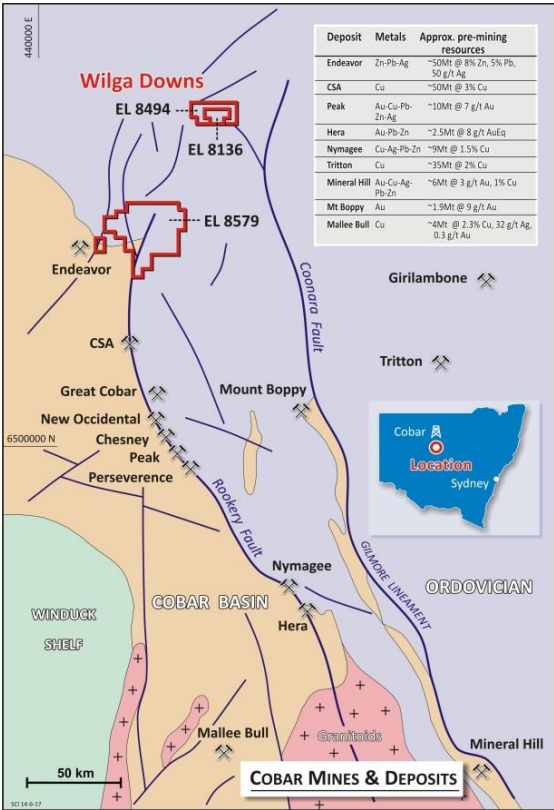 440000 E
Deposit Metals Approx. pre-mining resources
Endeavor Zn-Pb-Ag ~50Mt @ 8% Zn, 5% Pb, 50 g/t Ag
CSA Cu ~50Mt @ 3% Cu
Peak Au-Cu-Pb-Zn-Ag ~10Mt @ 7 g/t Au
Hera Au-Pb-Zn ~2.5Mt @ 8 g/t AuEq
Nymagee Cu-Ag-Pb-Zn ~9Mt @ 1.5% Cu
Tritton Cu ~35Mt @ 2% Cu
Mineral Hill Au-Cu-Ag-Pb-Zn ~6Mt @ 3 g/t Au, 1% Cu
Mt Boppy Au ~1.9Mt @ 9 g/t Au
Mallee Bull Cu ~4Mt @ 2.3% Cu, 32 g/t Ag, 0.3 g/t Au
Wilga Downs
EL 8494
EL 8136
EL 8579
Endeavor
Coonara Fault
Girilambone
CSA
Tritton
Great Cobar
Mount Boppy
New Occidental
Chesney
Peak
Perseverence
6500000 N
Cobar
Location
Sydney
Rookery Fault
GILMORE LINEAMENT
Nymagee
ORDOVICIAN
COBAR BASIN
Hera
WINDUCK
SHELF
Mallee Bull
Granitoids
Mineral Hill
50 km
COBAR MINES & DEPOSITS
SCI 14-6-17